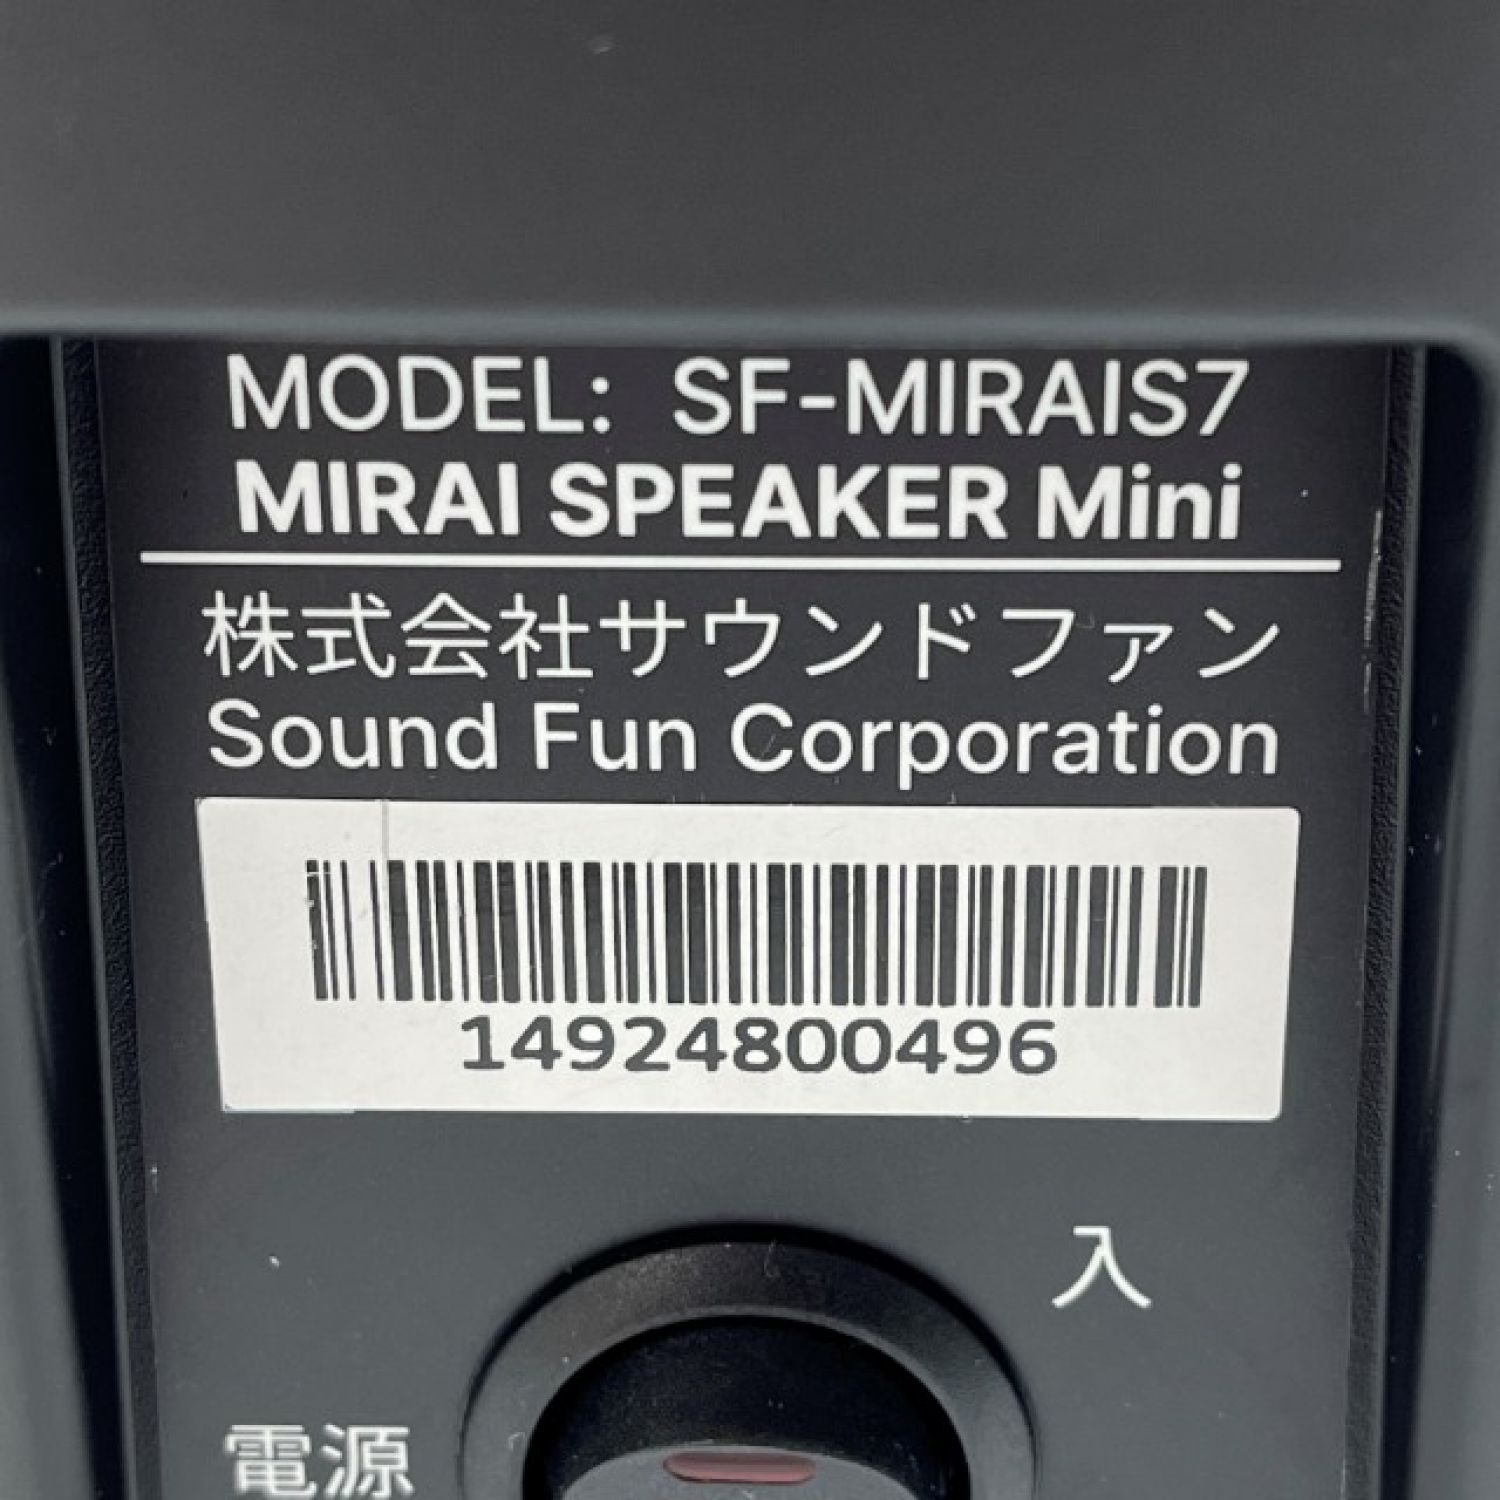 MODEL: SF-MIRAIS7
MIRAI SPEAKER Mini
株式会社サウンドファン
Sound Fun Corporation
14924800496
入
電源